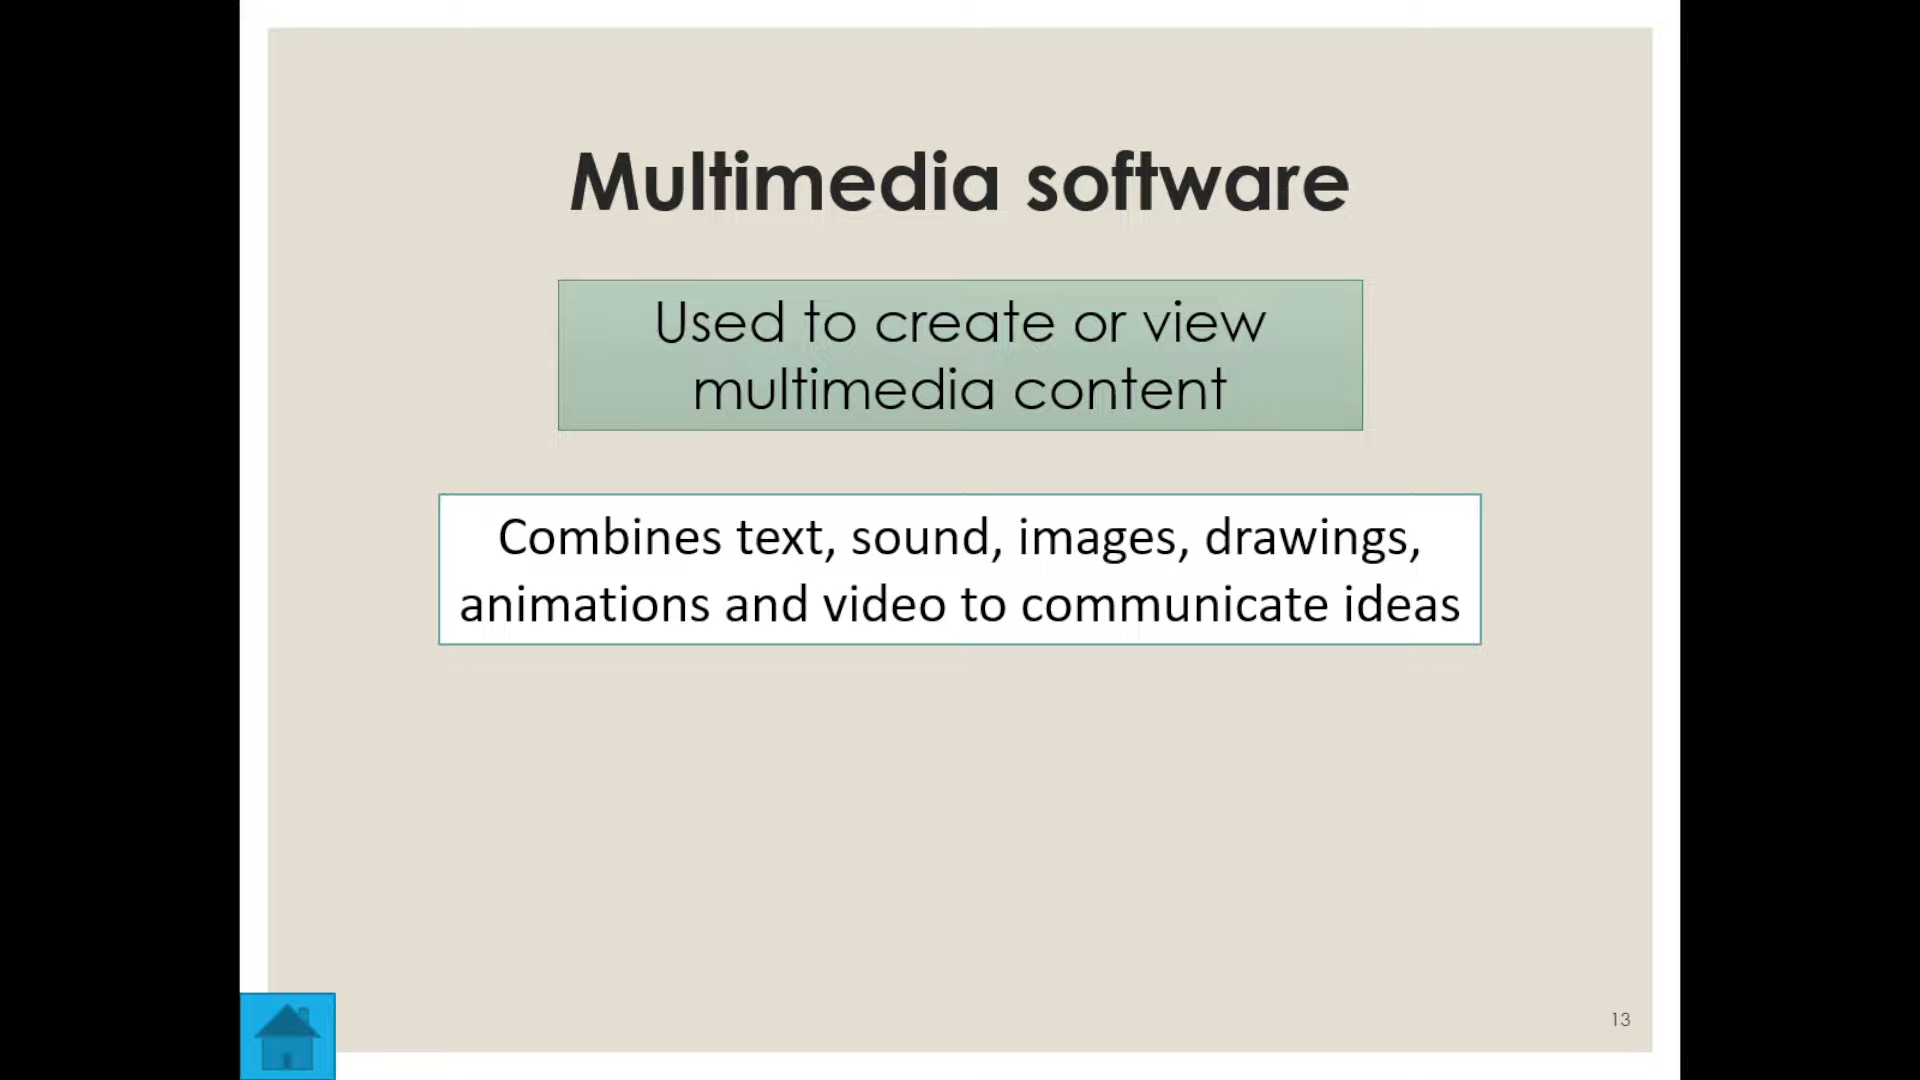 Multimedia software
Used to create or view
multimedia content
Combines text, sound, images, drawings,
animations and video to communicate ideas
13